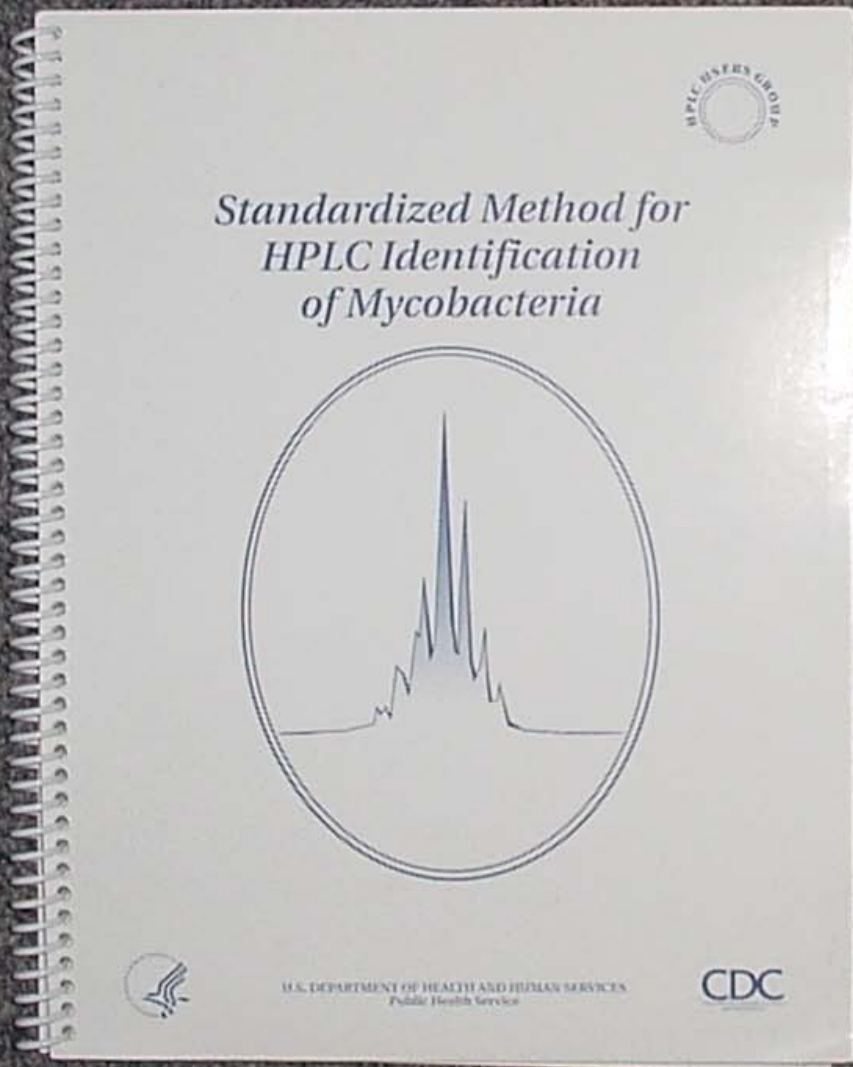 HPLC USERS GROUP
Standardized Method for
HPLC Identification
of Mycobacteria
U.S. DEPARTMENT OF HEALTH AND HUMAN SERVICES
Public Health Service
CDC